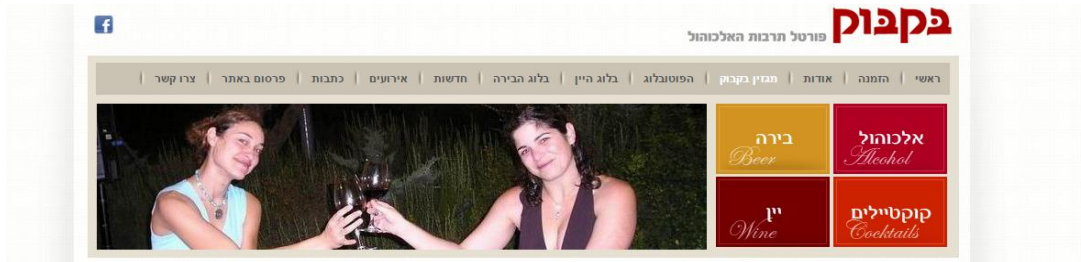 בקבוק
פורטל תרבות האלכוהול
ראשי | הזמנה | אודות | מגזין בקבוק | הפוטובלוג | בלוג היין | בלוג הבירה | חדשות | אירועים | כתבות | פרסום באתר | צרו קשר |
אלכוהול
Alcohol
בירה
Beer
קוקטיילים
Cocktails
יין
Wine